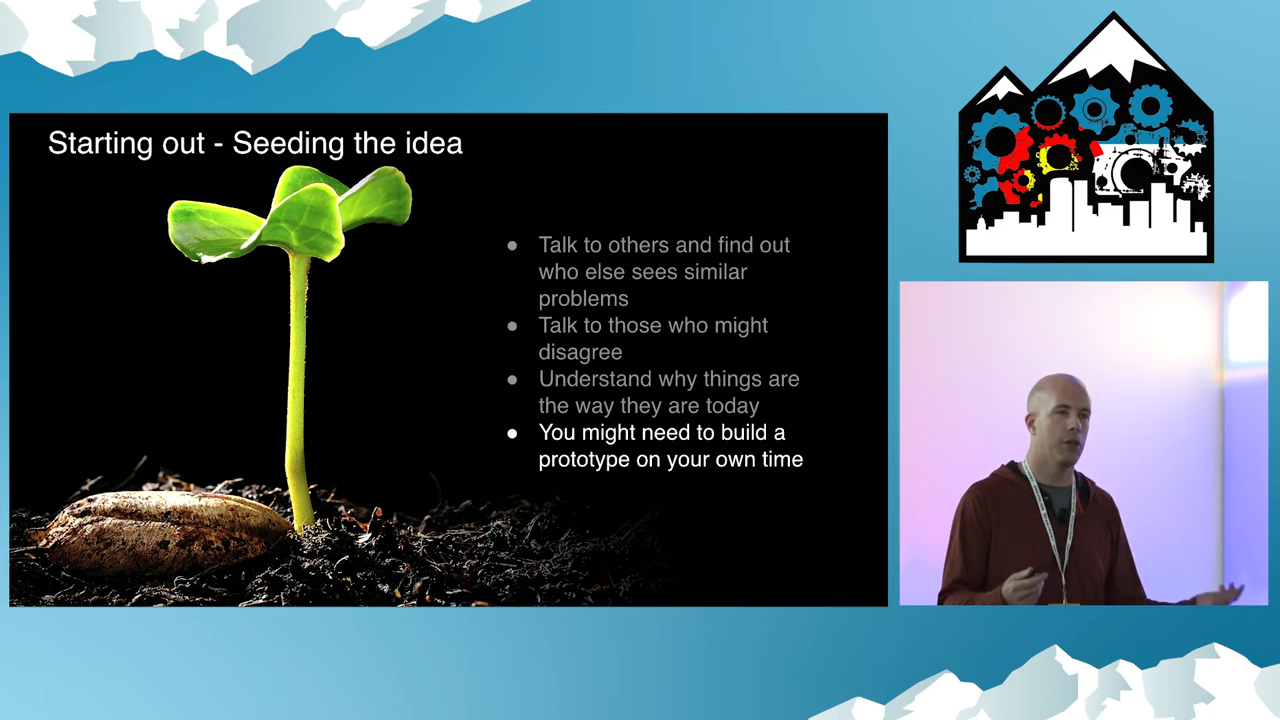 Starting out - Seeding the idea
● Talk to others and find out
who else sees similar
problems
● Talk to those who might
disagree
● Understand why things are
the way they are today
● You might need to build a
prototype on your own time